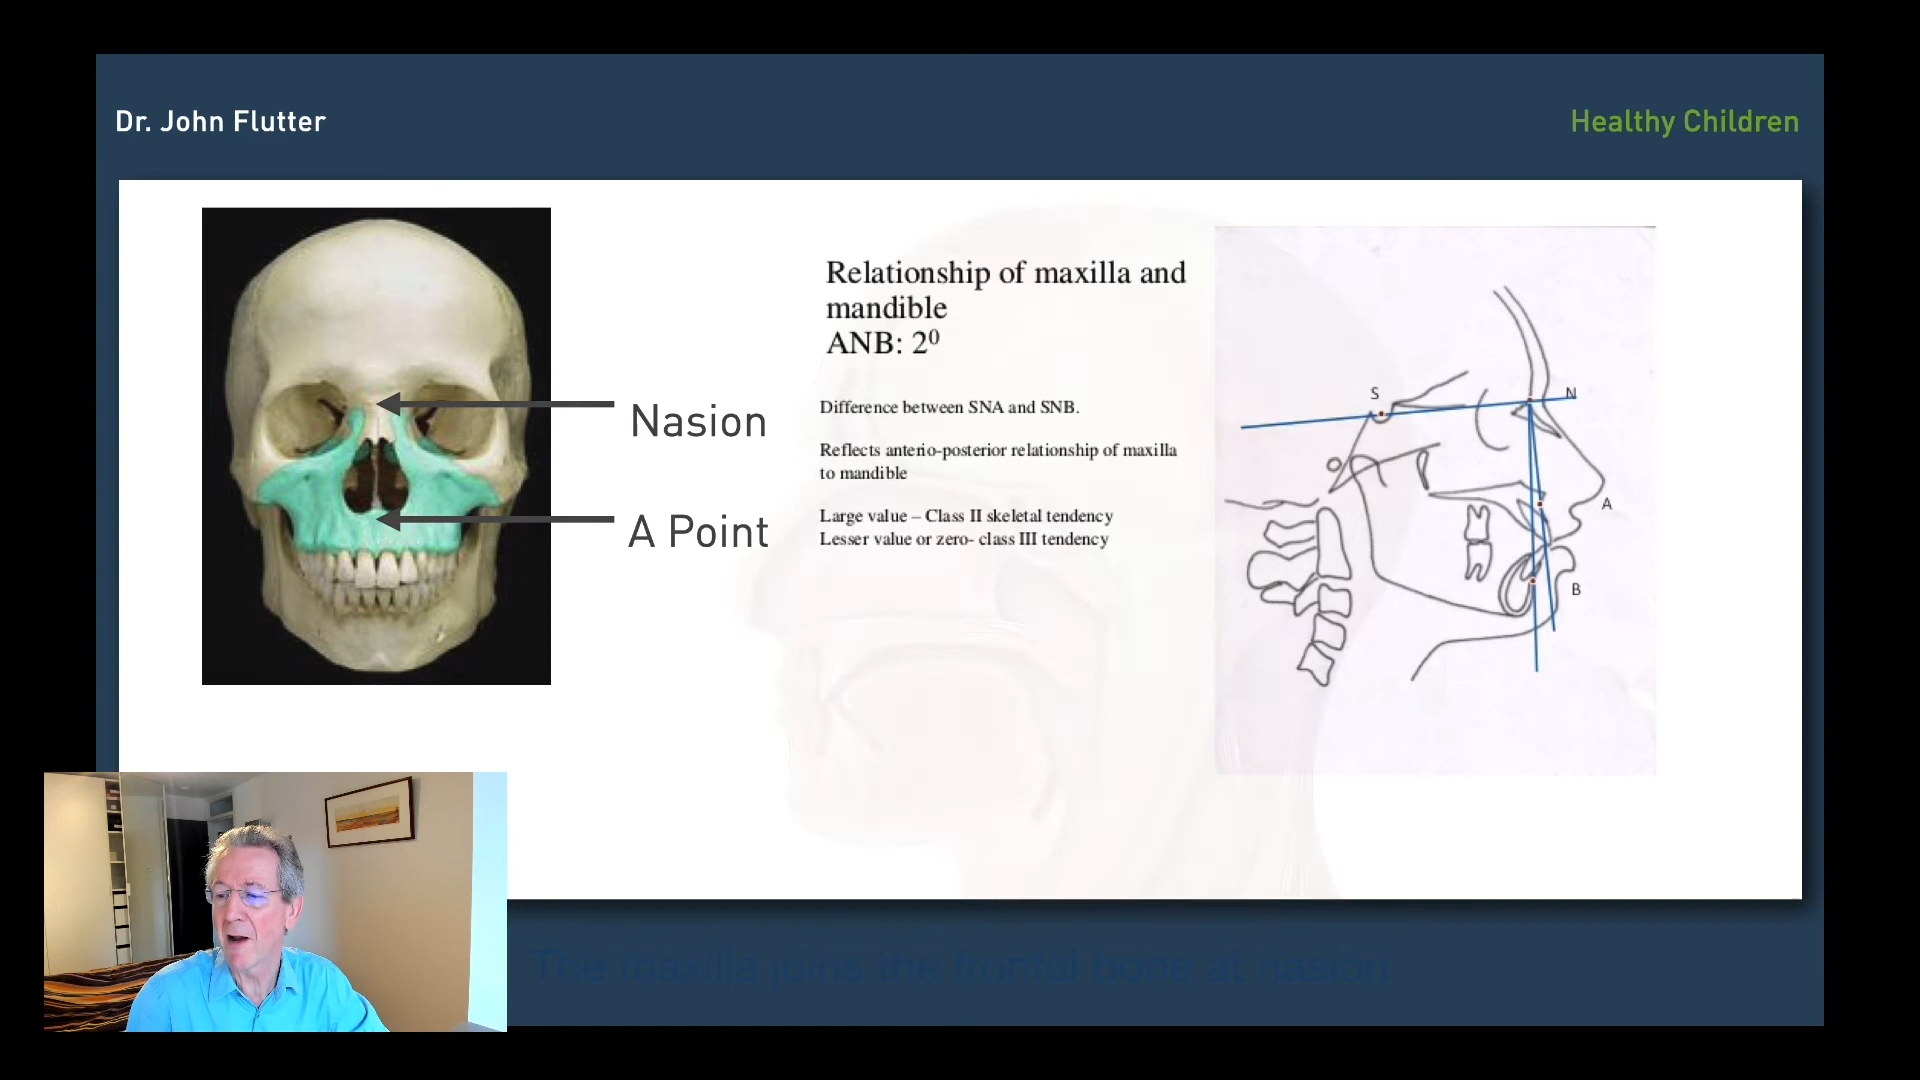 Dr. John Flutter
Healthy Children
Nasion
A Point
Relationship of maxilla and
mandible
ANB: 2⁰
Difference between SNA and SNB.
Reflects anterio-posterior relationship of maxilla
to mandible
Large value – Class II skeletal tendency
Lesser value or zero- class III tendency
S
N
A
B
The maxilla joins the frontal bone at nasion